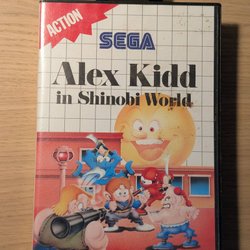 ACTION
SEGA
Alex Kidd
in Shinobi World